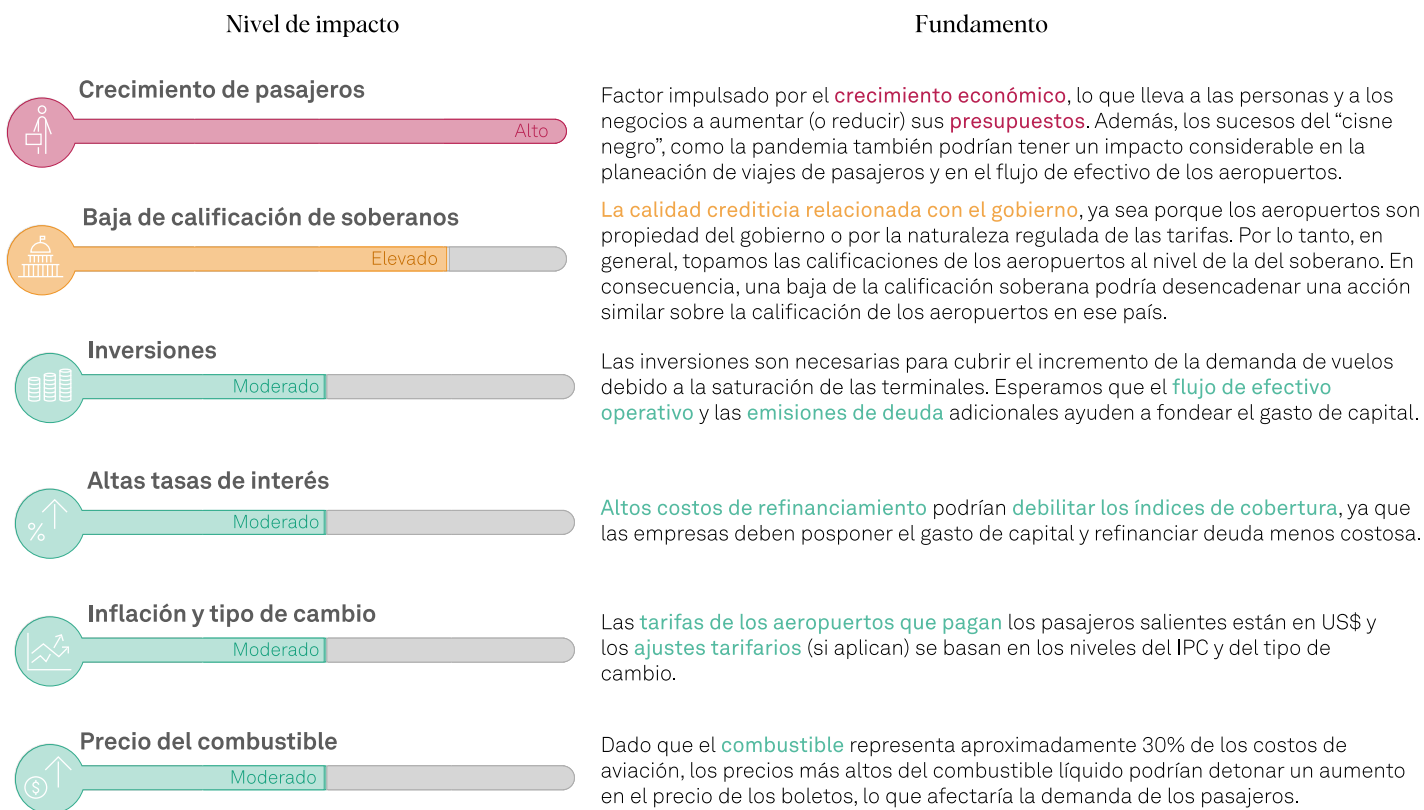 Nivel de impacto
Fundamento
Crecimiento de pasajeros
Alto
Factor impulsado por el crecimiento económico, lo que lleva a las personas y a los
negocios a aumentar (o reducir) sus presupuestos. Además, los sucesos del “cisne
negro”, como la pandemia también podrían tener un impacto considerable en la
planeación de viajes de pasajeros y en el flujo de efectivo de los aeropuertos.
Baja de calificación de soberanos
Elevado
La calidad crediticia relacionada con el gobierno, ya sea porque los aeropuertos son
propiedad del gobierno o por la naturaleza regulada de las tarifas. Por lo tanto, en
general, topamos las calificaciones de los aeropuertos al nivel de la del soberano. En
consecuencia, una baja de la calificación soberana podría desencadenar una acción
similar sobre la calificación de los aeropuertos en ese país.
Inversiones
Moderado
Las inversiones son necesarias para cubrir el incremento de la demanda de vuelos
debido a la saturación de las terminales. Esperamos que el flujo de efectivo
operativo y las emisiones de deuda adicionales ayuden a fondear el gasto de capital.
Altas tasas de interés
%
Moderado
Altos costos de refinanciamiento podrían debilitar los índices de cobertura, ya que
las empresas deben posponer el gasto de capital y refinanciar deuda menos costosa.
Inflación y tipo de cambio
Moderado
Las tarifas de los aeropuertos que pagan los pasajeros salientes están en US$ y
los ajustes tarifarios (si aplican) se basan en los niveles del IPC y del tipo de
cambio.
Precio del combustible
$
Moderado
Dado que el combustible representa aproximadamente 30% de los costos de
aviación, los precios más altos del combustible líquido podrían detonar un aumento
en el precio de los boletos, lo que afectaría la demanda de los pasajeros.